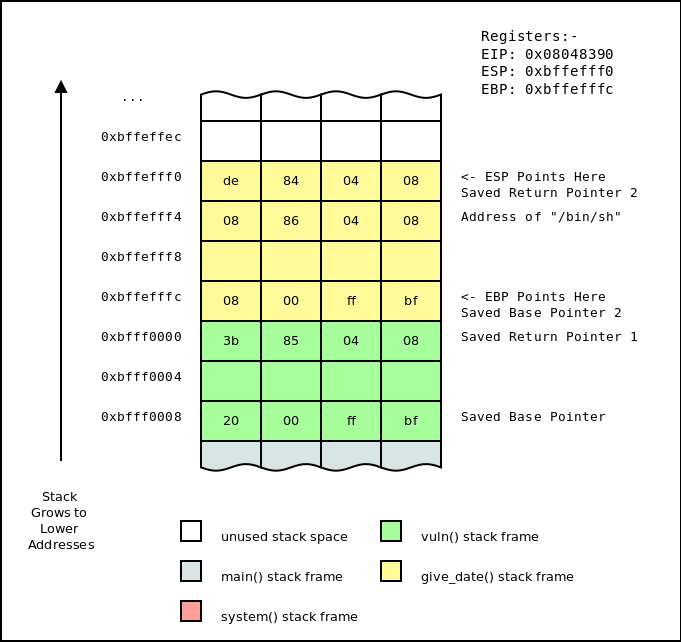 Registers:-
EIP: 0x08048390
ESP: 0xbffefff0
EBP: 0xbffefffc
...
0xbffeffec
0xbffefff0 de 84 04 08 <- ESP Points Here
Saved Return Pointer 2
0xbffefff4 08 86 04 08 Address of "/bin/sh"
0xbffefff8
0xbffefffc 08 00 ff bf <- EBP Points Here
Saved Base Pointer 2
0xbfff0000 3b 85 04 08 Saved Return Pointer 1
0xbfff0004
0xbfff0008 20 00 ff bf Saved Base Pointer
Stack
Grows to
Lower
Addresses
unused stack space
vuln() stack frame
main() stack frame
give_date() stack frame
system() stack frame